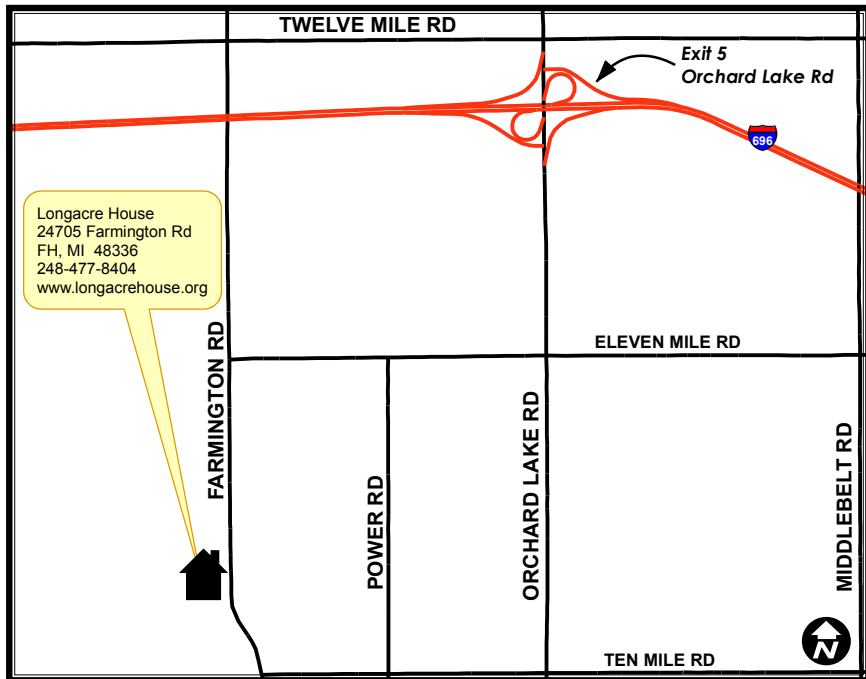 TWELVE MILE RD
Exit 5
Orchard Lake Rd
696
Longacre House
24705 Farmington Rd
FH, MI 48336
248-477-8404
www.longacrehouse.org
ELEVEN MILE RD
FARMINGTON RD
POWER RD
ORCHARD LAKE RD
MIDDLEBELT RD
TEN MILE RD
N